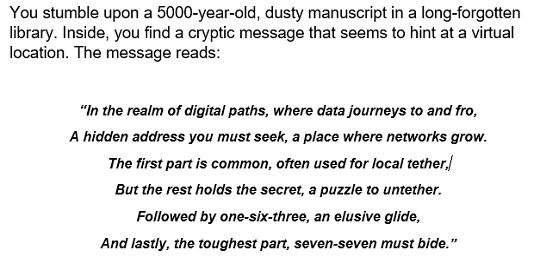 You stumble upon a 5000-year-old, dusty manuscript in a long-forgotten
library. Inside, you find a cryptic message that seems to hint at a virtual
location. The message reads:
“In the realm of digital paths, where data journeys to and fro,
A hidden address you must seek, a place where networks grow.
The first part is common, often used for local tether,
But the rest holds the secret, a puzzle to untether.
Followed by one-six-three, an elusive glide,
And lastly, the toughest part, seven-seven must bide.”